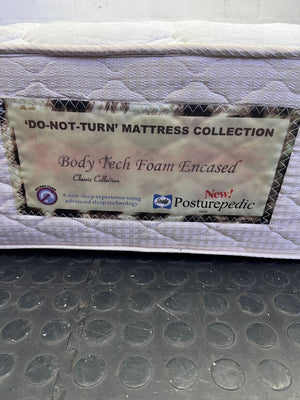 'DO-NOT-TURN' MATTRESS COLLECTION
Body Tech Foam Encased
Classic Collection
A new sleep experience using
advanced sleep technology
Sealy
New!
Posturepedic